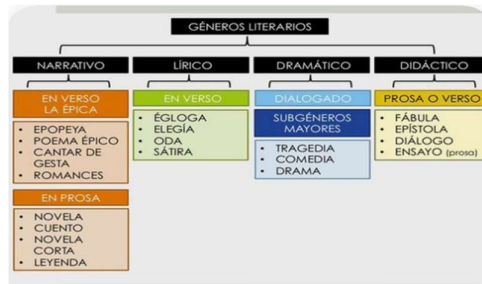 GÉNEROS LITERARIOS
NARRATIVO
EN VERSO
LA ÉPICA
• EPOPEYA
• POEMA ÉPICO
• CANTAR DE
GESTA
• ROMANCES
EN PROSA
• NOVELA
• CUENTO
• NOVELA
CORTA
• LEYENDA
LÍRICO
EN VERSO
• ÉGLOGA
• ELEGÍA
• ODA
• SÁTIRA
DRAMÁTICO
DIALOGADO
SUBGÉNEROS
MAYORES
• TRAGEDIA
• COMEDIA
• DRAMA
DIDÁCTICO
PROSA O VERSO
• FÁBULA
• EPÍSTOLA
• DIÁLOGO
• ENSAYO (prosa)